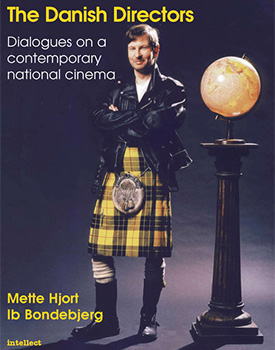 The Danish Directors
Dialogues on a
contemporary
national cinema
Mette Hjort
Ib Bondebjerg
intellect